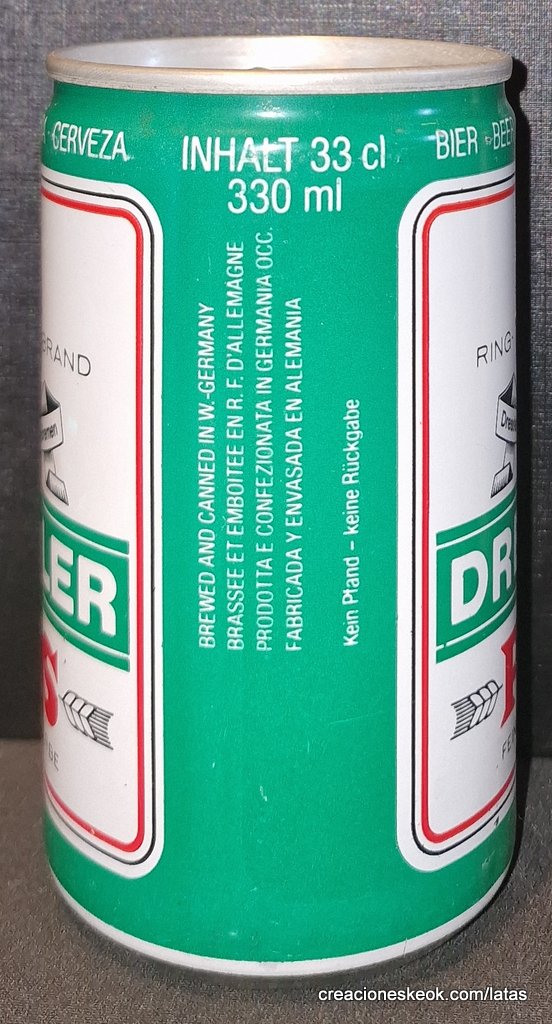 CERVEZA
INHALT 33 cl
330 ml
BIER - BEER
BRAND
LER
BREWED AND CANNED IN W.-GERMANY
BRASSEE ET EMBOITEE EN R. F. D'ALLEMAGNE
PRODOTTA E CONFEZIONATA IN GERMANIA OCC.
FABRICADA Y ENVASADA EN ALEMANIA
Kein Pfand – keine Rückgabe
RING
DR
creacioneskeok.com/latas